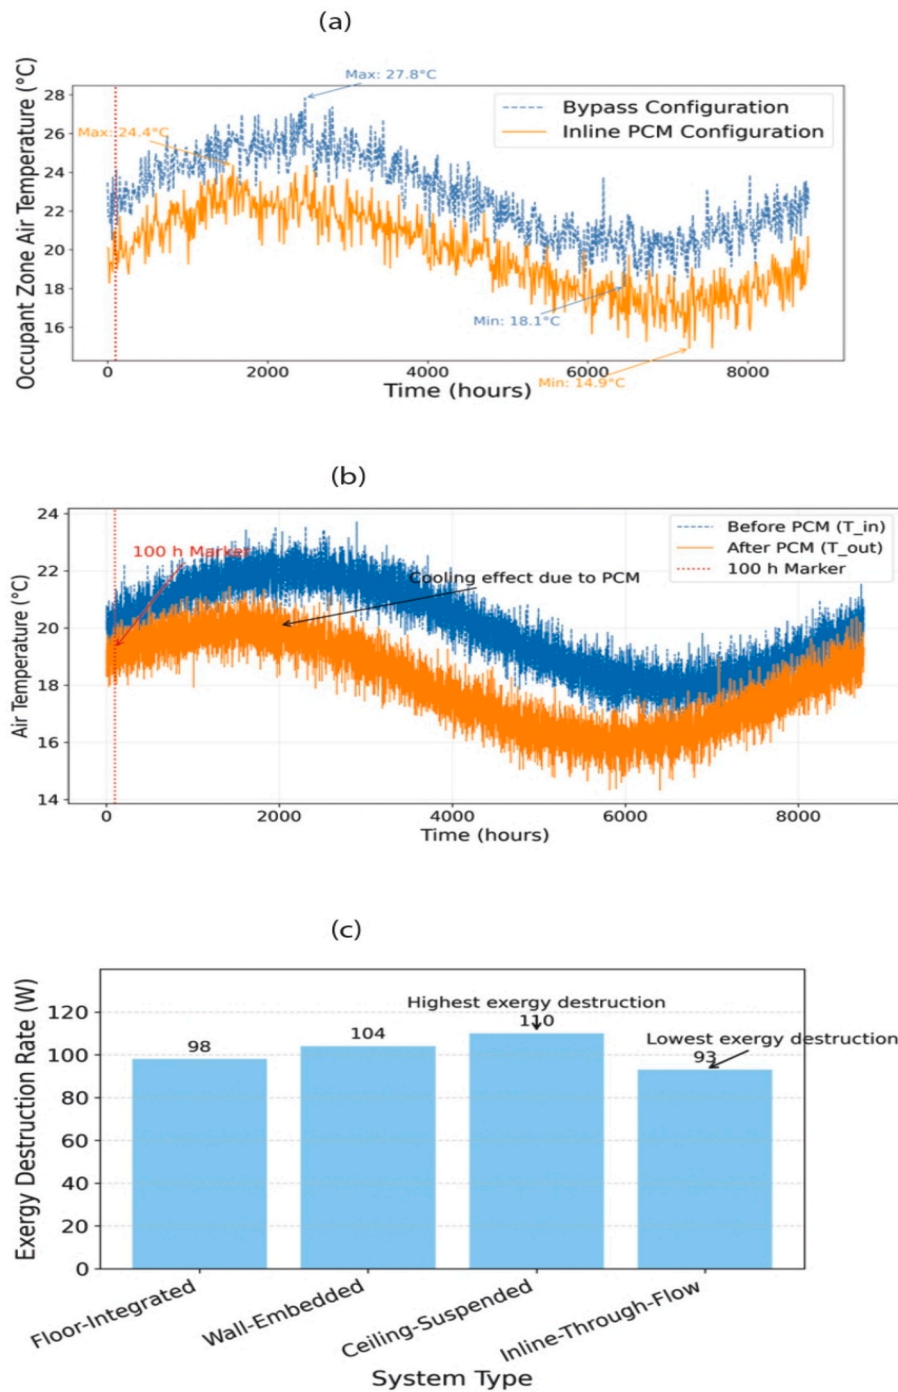 (a)
Occupant Zone Air Temperature (°C)
28
26
24
22
20
18
16
Max: 27.8°C
Max: 24.4°C
Bypass Configuration
Inline PCM Configuration
Min: 18.1°C
Min: 14.9°C
0
2000
4000
6000
8000
Time (hours)
(b)
Air Temperature (°C)
24
22
20
18
16
14
100 h Marker
Cooling effect due to PCM
Before PCM (T_in)
After PCM (T_out)
100 h Marker
0
2000
4000
6000
8000
Time (hours)
(c)
Exergy Destruction Rate (W)
120
100
80
60
40
20
0
Highest exergy destruction
Lowest exergy destruction
98
104
110
93
Floor-Integrated
Wall-Embedded
Ceiling-Suspended
Inline-Through-Flow
System Type